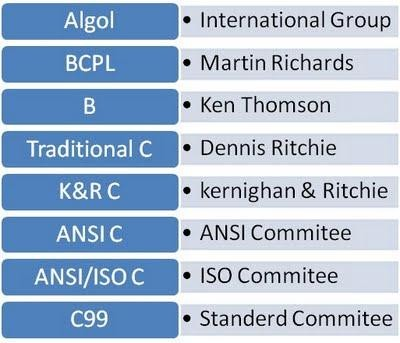 Algol • International Group
BCPL • Martin Richards
B • Ken Thomson
Traditional C • Dennis Ritchie
K&R C • kernighan & Ritchie
ANSI C • ANSI Commitee
ANSI/ISO C • ISO Commitee
C99 • Standerd Commitee